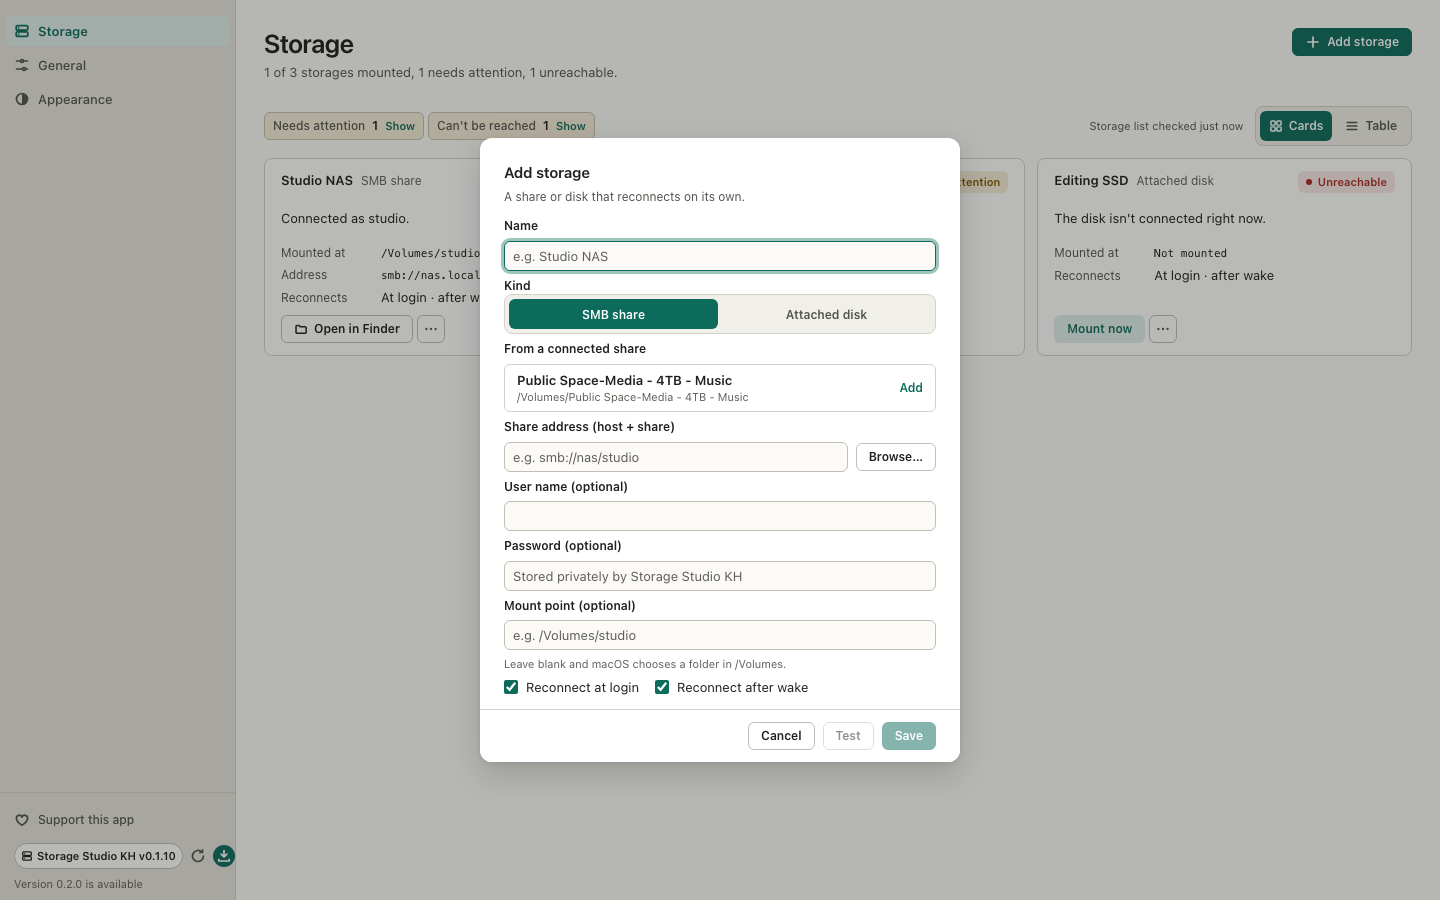 Storage
General
Appearance
Support this app
Storage Studio KH v0.1.10
Version 0.2.0 is available
Storage
1 of 3 storages mounted, 1 needs attention, 1 unreachable.
Add storage
Needs attention 1 Show
Can't be reached 1 Show
Storage list checked just now
Cards
Table
Studio NAS SMB share
Connected as studio.
Mounted at /Volumes/studio
Address smb://nas.local
Reconnects At login · after w
Open in Finder
Editing SSD Attached disk
Unreachable
The disk isn't connected right now.
Mounted at Not mounted
Reconnects At login · after wake
Mount now
Add storage
A share or disk that reconnects on its own.
Name
e.g. Studio NAS
Kind
SMB share
Attached disk
From a connected share
Public Space-Media - 4TB - Music
/Volumes/Public Space-Media - 4TB - Music
Add
Share address (host + share)
e.g. smb://nas/studio
Browse...
User name (optional)
Password (optional)
Stored privately by Storage Studio KH
Mount point (optional)
e.g. /Volumes/studio
Leave blank and macOS chooses a folder in /Volumes.
Reconnect at login
Reconnect after wake
Cancel
Test
Save